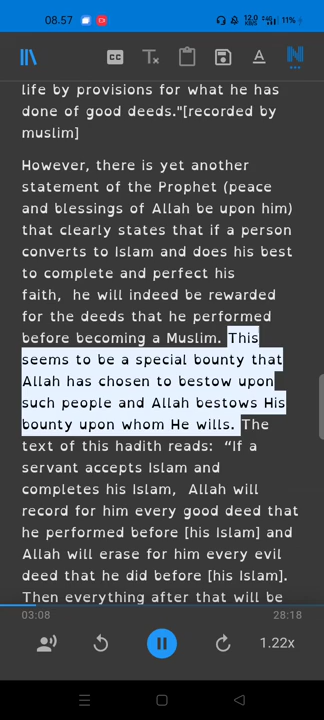 08.57
12.0
KB/S
11%
CC
T×
A
N
life by provisions for what he has
done of good deeds."[recorded by
muslim]
However, there is yet another
statement of the Prophet (peace
and blessings of Allah be upon him)
that clearly states that if a person
converts to Islam and does his best
to complete and perfect his
faith,  he will indeed be rewarded
for the deeds that he performed
before becoming a Muslim. This
seems to be a special bounty that
Allah has chosen to bestow upon
such people and Allah bestows His
bounty upon whom He wills. The
text of this hadith reads:  “If a
servant accepts Islam and
completes his Islam,  Allah will
record for him every good deed that
he performed before [his Islam] and
Allah will erase for him every evil
deed that he did before [his Islam].
Then everything after that will be
03:08
28:18
1.22x